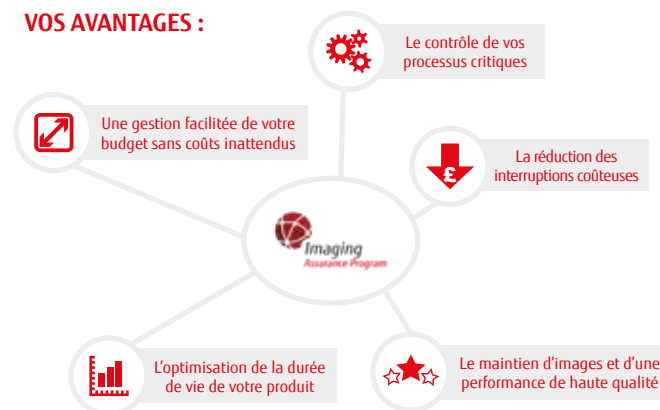 VOS AVANTAGES :
Le contrôle de vos
processus critiques
Une gestion facilitée de votre
budget sans coûts inattendus
£
La réduction des
interruptions coûteuses
Imaging
Assurance Program
L'optimisation de la durée
de vie de votre produit
Le maintien d'images et d'une
performance de haute qualité